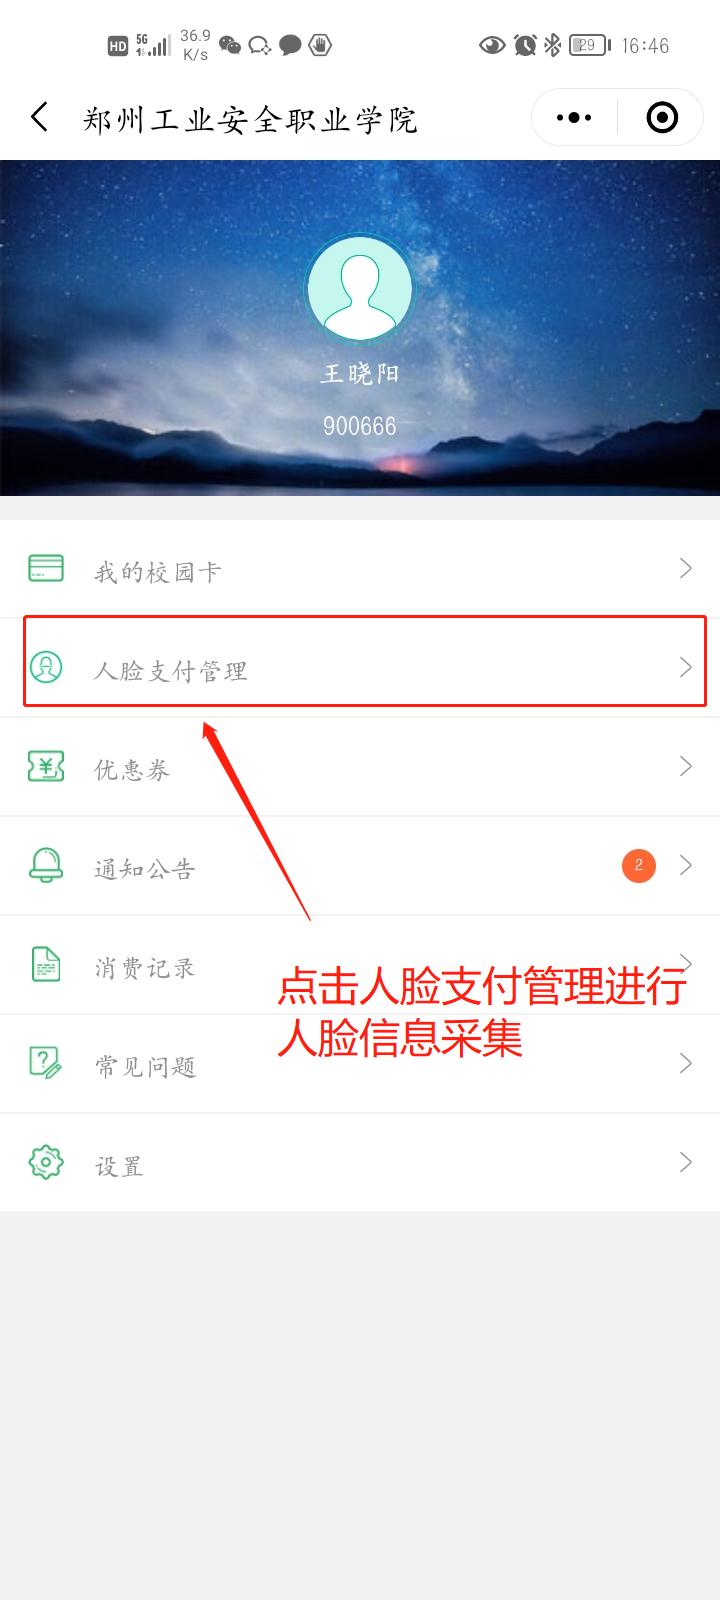 HD 5G 36.9 K/s 29 16:46
郑州工业安全职业学院
王晓阳
900666
我的校园卡
人脸支付管理
优惠券
通知公告 2
消费记录
点击人脸支付管理进行
人脸信息采集
常见问题
设置